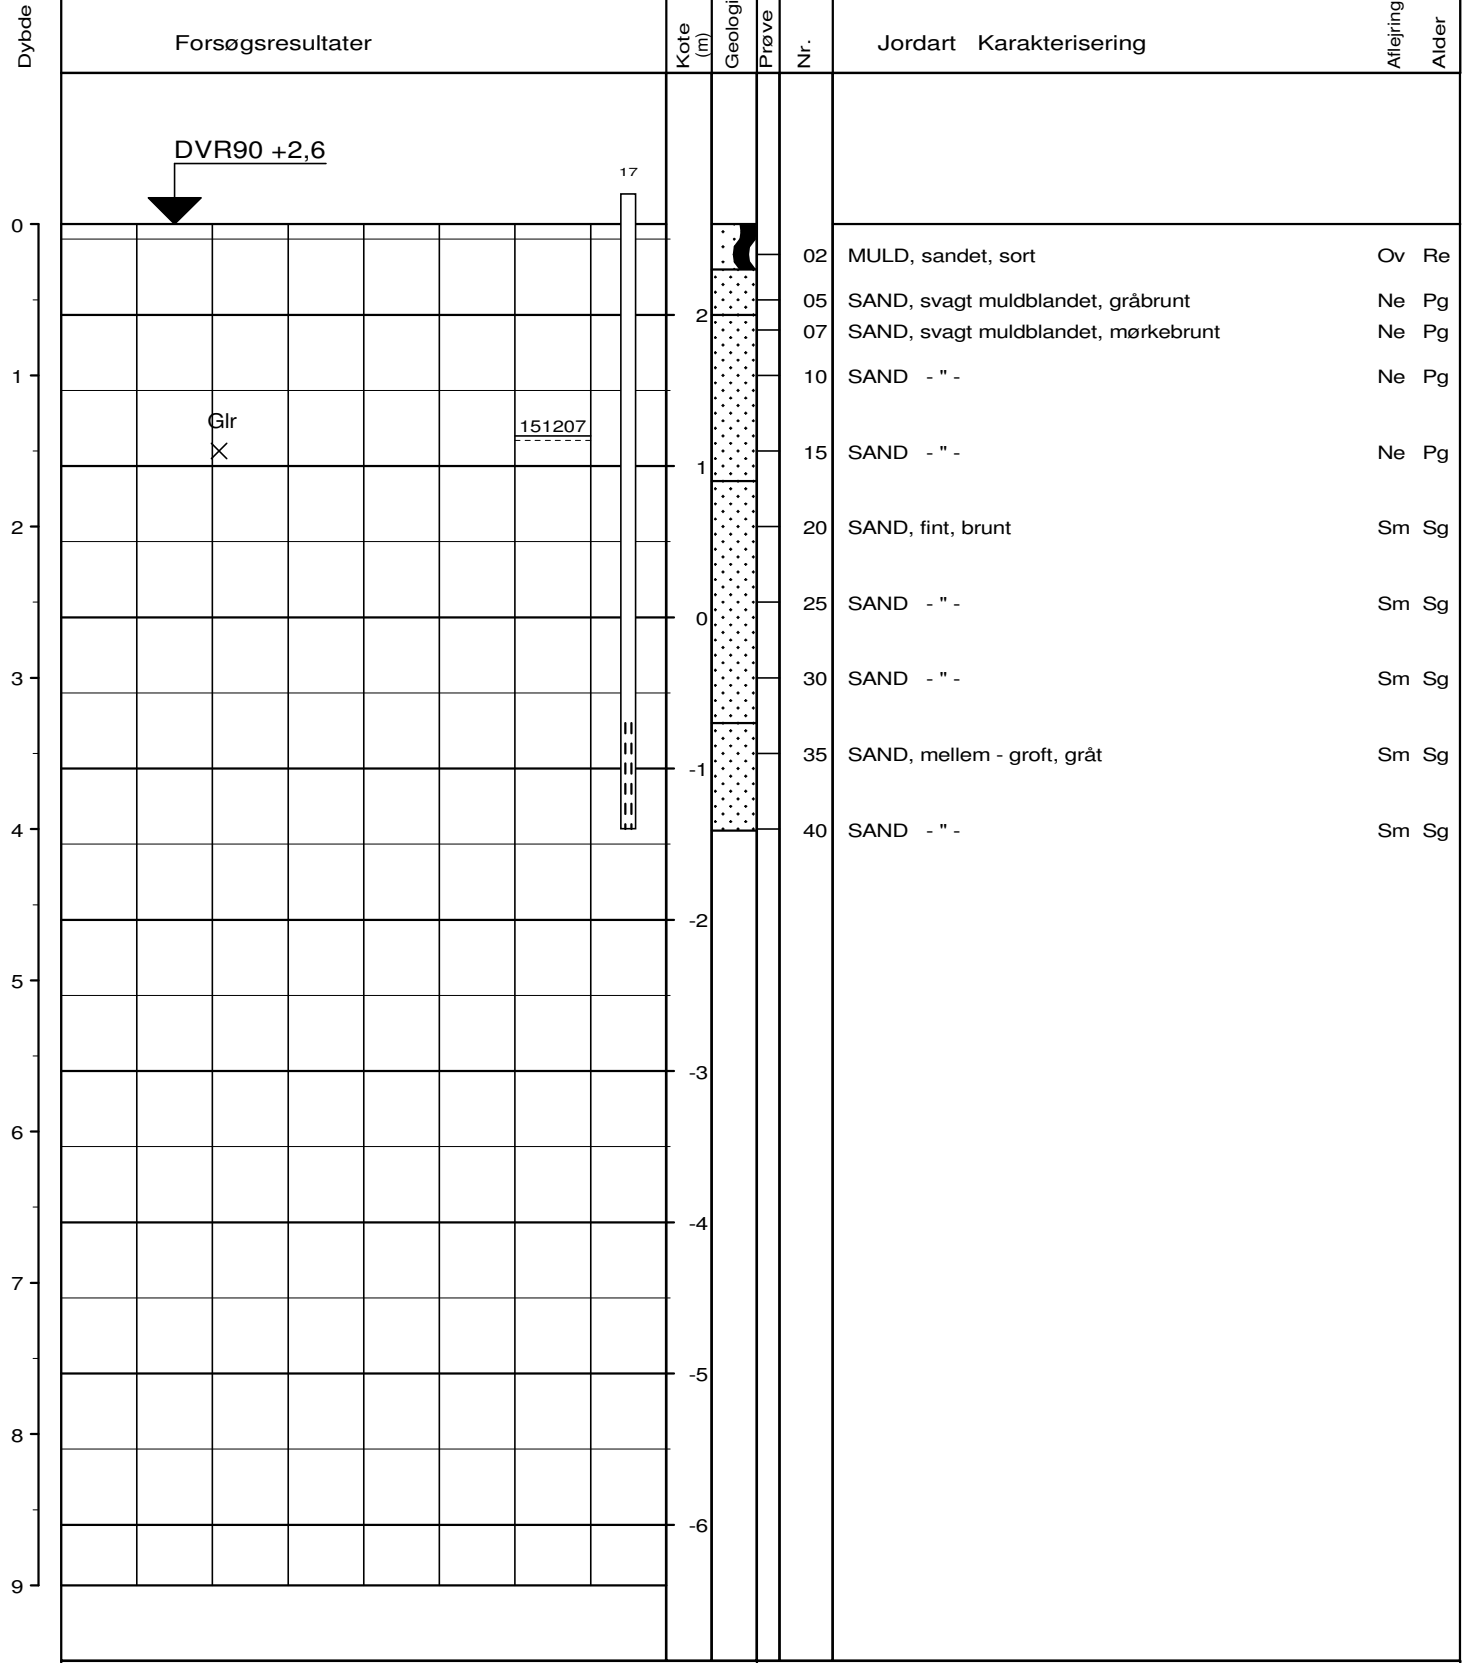 Dybde Forsøgsresultater Kote (m) Geologi Prøve Nr. Jordart Karakterisering Aflejring Alder
DVR90 +2,6
17
0
02 MULD, sandet, sort Ov Re
05 SAND, svagt muldblandet, gråbrunt Ne Pg
2
07 SAND, svagt muldblandet, mørkebrunt Ne Pg
1 10 SAND - " - Ne Pg
Glr 151207
15 SAND - " - Ne Pg
1
2 20 SAND, fint, brunt Sm Sg
25 SAND - " - Sm Sg
0
3 30 SAND - " - Sm Sg
35 SAND, mellem - groft, gråt Sm Sg
-1
4 40 SAND - " - Sm Sg
-2
5
-3
6
-4
7
-5
8
-6
9